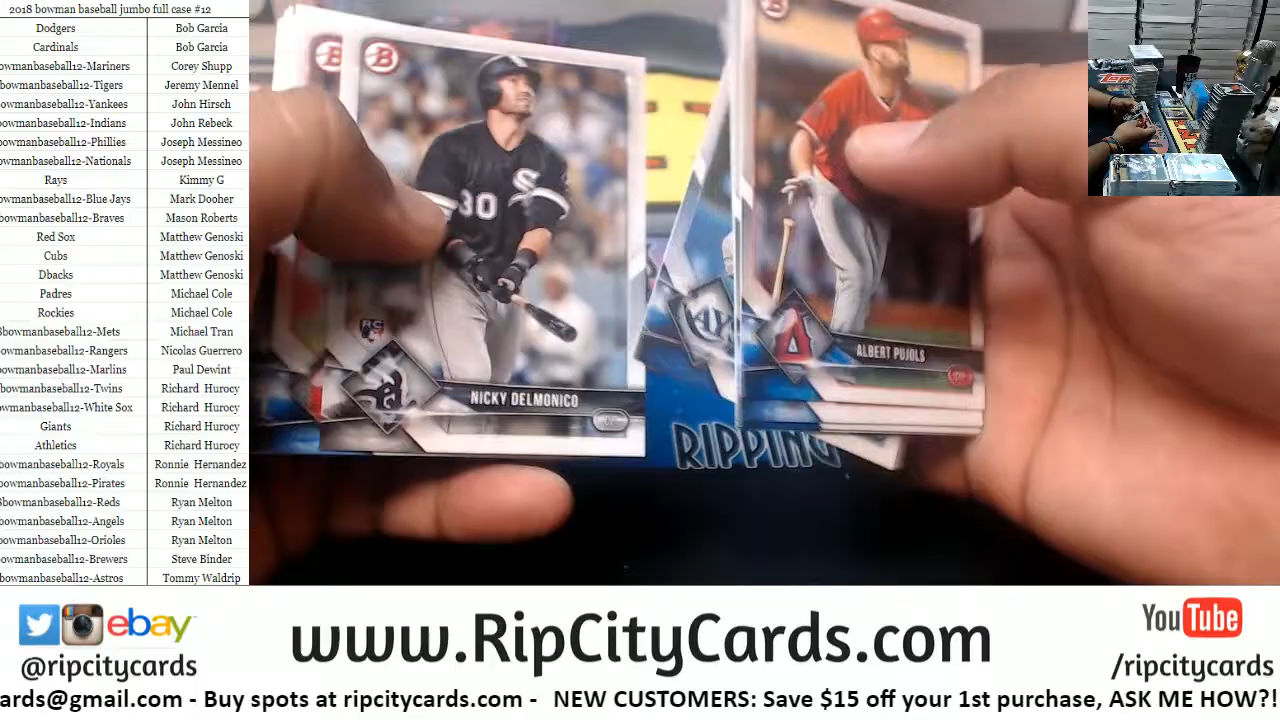 2018 bowman baseball jumbo full case #12
Dodgers Bob Garcia
Cardinals Bob Garcia
owmanbaseball12-Mariners Corey Shupp
bowmanbaseball12-Tigers Jeremy Mennel
owmanbaseball12-Yankees John Hirsch
owmanbaseball12-Indians John Rebeck
owmanbaseball12-Phillies Joseph Messineo
owmanbaseball12-Nationals Joseph Messineo
Rays Kimmy G
owmanbaseball12-Blue Jays Mark Dooher
owmanbaseball12-Braves Mason Roberts
Red Sox Matthew Genoski
Cubs Matthew Genoski
Dbacks Matthew Genoski
Padres Michael Cole
Rockies Michael Cole
8bowmanbaseball12-Mets Michael Tran
owmanbaseball12-Rangers Nicolas Guerrero
owmanbaseball12-Marlins Paul Dewint
bowmanbaseball12-Twins Richard Hurocy
owmanbaseball12-White Sox Richard Hurocy
Giants Richard Hurocy
Athletics Richard Hurocy
owmanbaseball12-Royals Ronnie Hernandez
owmanbaseball12-Pirates Ronnie Hernandez
8bowmanbaseball12-Reds Ryan Melton
owmanbaseball12-Angels Ryan Melton
owmanbaseball12-Orioles Ryan Melton
owmanbaseball12-Brewers Steve Binder
owmanbaseball12-Astros Tommy Waldrip
B
B
30
NICKY DELMONICO
ALBERT PUJOLS
RIPPING
ebay
@ripcitycards
www.RipCityCards.com
YouTube
/ripcitycards
ards@gmail.com - Buy spots at ripcitycards.com - NEW CUSTOMERS: Save $15 off your 1st purchase, ASK ME HOW?!